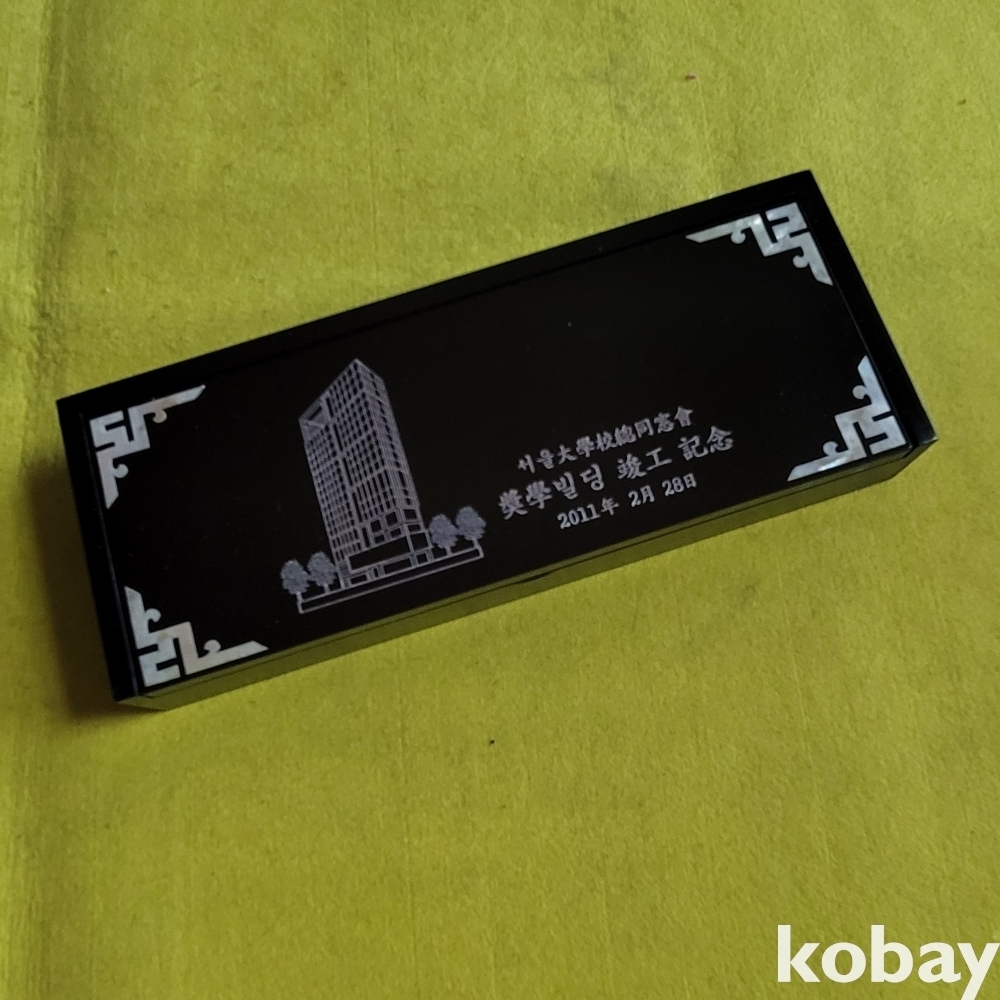 서울大學校總同窓會
奬學빌딩 竣工 記念
2011年 2月 28日
kobay